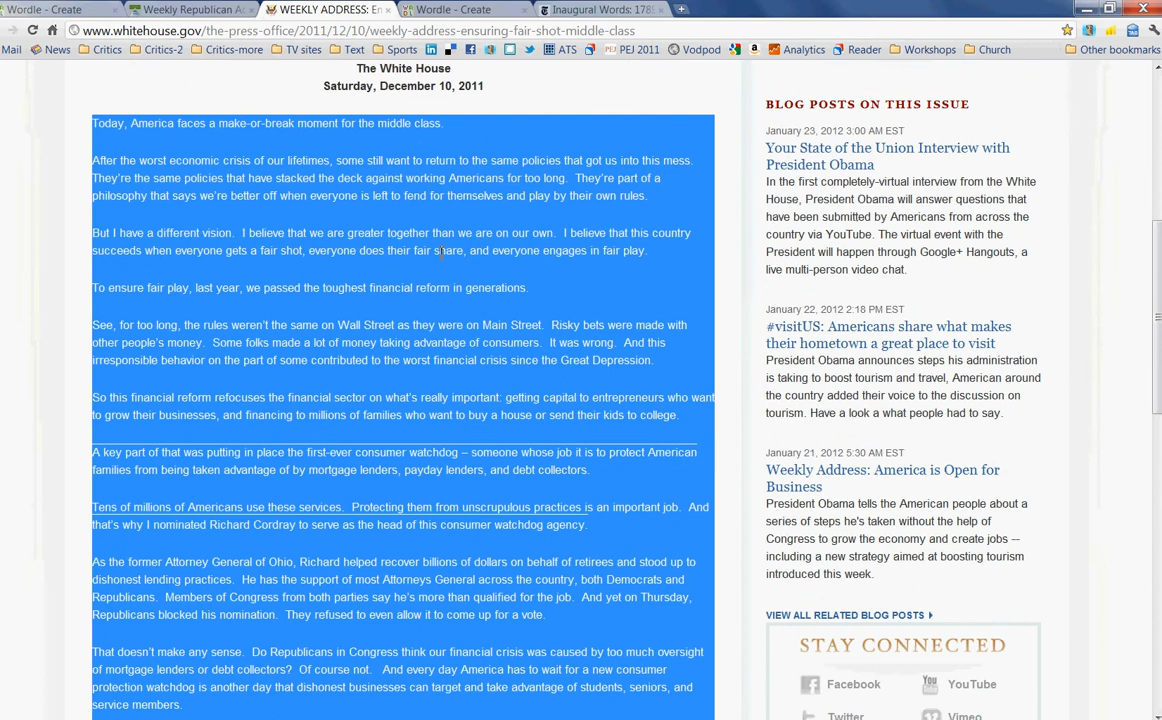 Wordle - Create
Weekly Republican A
WEEKLY ADDRESS: En
Wordle - Create
Inaugural Words: 178
www.whitehouse.gov/the-press-office/2011/12/10/weekly-address-ensuring-fair-shot-middle-class
Mail News Critics Critics-2 Critics-more TV sites Text Sports ATS PEJ 2011 Vodpod Analytics Reader Workshops Church Other bookmarks
The White House
Saturday, December 10, 2011
Today, America faces a make-or-break moment for the middle class.
After the worst economic crisis of our lifetimes, some still want to return to the same policies that got us into this mess.
They're the same policies that have stacked the deck against working Americans for too long.  They're part of a
philosophy that says we're better off when everyone is left to fend for themselves and play by their own rules.
But I have a different vision.  I believe that we are greater together than we are on our own.  I believe that this country
succeeds when everyone gets a fair shot, everyone does their fair share, and everyone engages in fair play.
To ensure fair play, last year, we passed the toughest financial reform in generations.
See, for too long, the rules weren't the same on Wall Street as they were on Main Street.  Risky bets were made with
other people's money.  Some folks made a lot of money taking advantage of consumers.  It was wrong.  And this
irresponsible behavior on the part of some contributed to the worst financial crisis since the Great Depression.
So this financial reform refocuses the financial sector on what's really important: getting capital to entrepreneurs who want
to grow their businesses, and financing to millions of families who want to buy a house or send their kids to college.
A key part of that was putting in place the first-ever consumer watchdog – someone whose job it is to protect American
families from being taken advantage of by mortgage lenders, payday lenders, and debt collectors.
Tens of millions of Americans use these services.  Protecting them from unscrupulous practices is an important job.  And
that's why I nominated Richard Cordray to serve as the head of this consumer watchdog agency.
As the former Attorney General of Ohio, Richard helped recover billions of dollars on behalf of retirees and stood up to
dishonest lending practices.  He has the support of most Attorneys General across the country, both Democrats and
Republicans.  Members of Congress from both parties say he's more than qualified for the job.  And yet on Thursday,
Republicans blocked his nomination.  They refused to even allow it to come up for a vote.
That doesn't make any sense.  Do Republicans in Congress think our financial crisis was caused by too much oversight
of mortgage lenders or debt collectors?  Of course not.   And every day America has to wait for a new consumer
protection watchdog is another day that dishonest businesses can target and take advantage of students, seniors, and
service members.
BLOG POSTS ON THIS ISSUE
January 23, 2012 3:00 AM EST
Your State of the Union Interview with
President Obama
In the first completely-virtual interview from the White
House, President Obama will answer questions that
have been submitted by Americans from across the
country via YouTube. The virtual event with the
President will happen through Google+ Hangouts, a
live multi-person video chat.
January 22, 2012 2:18 PM EST
#visitUS: Americans share what makes
their hometown a great place to visit
President Obama announces steps his administration
is taking to boost tourism and travel, American around
the country added their voice to the discussion on
tourism. Have a look a what people had to say.
January 21, 2012 5:30 AM EST
Weekly Address: America is Open for
Business
President Obama tells the American people about a
series of steps he's taken without the help of
Congress to grow the economy and create jobs --
including a new strategy aimed at boosting tourism
introduced this week.
VIEW ALL RELATED BLOG POSTS
STAY CONNECTED
Facebook
YouTube
Twitter
Vimeo